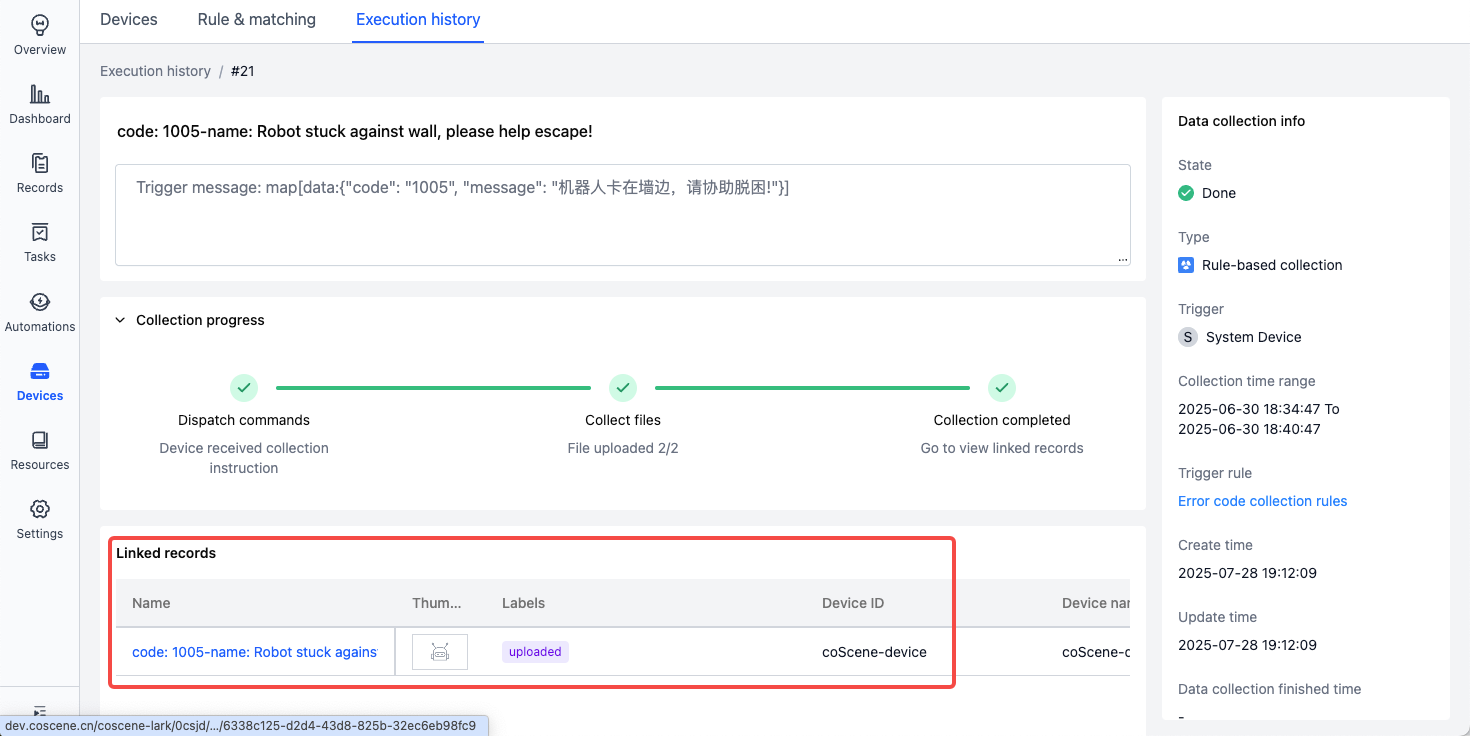 Overview
Dashboard
Records
Tasks
Automations
Devices
Resources
Settings
Devices
Rule & matching
Execution history
Execution history / #21
code: 1005-name: Robot stuck against wall, please help escape!
Trigger message: map[data:{"code": "1005", "message": "机器人卡在墙边，请协助脱困!"}]
...
Collection progress
Dispatch commands
Device received collection
instruction
Collect files
File uploaded 2/2
Collection completed
Go to view linked records
Linked records
Name Thum... Labels Device ID Device nar
code: 1005-name: Robot stuck agains uploaded coScene-device coScene-c
Data collection info
State
Done
Type
Rule-based collection
Trigger
S System Device
Collection time range
2025-06-30 18:34:47 To
2025-06-30 18:40:47
Trigger rule
Error code collection rules
Create time
2025-07-28 19:12:09
Update time
2025-07-28 19:12:09
Data collection finished time
-
dev.coscene.cn/coscene-lark/0csjd/.../6338c125-d2d4-43d8-825b-32ec6eb98fc9